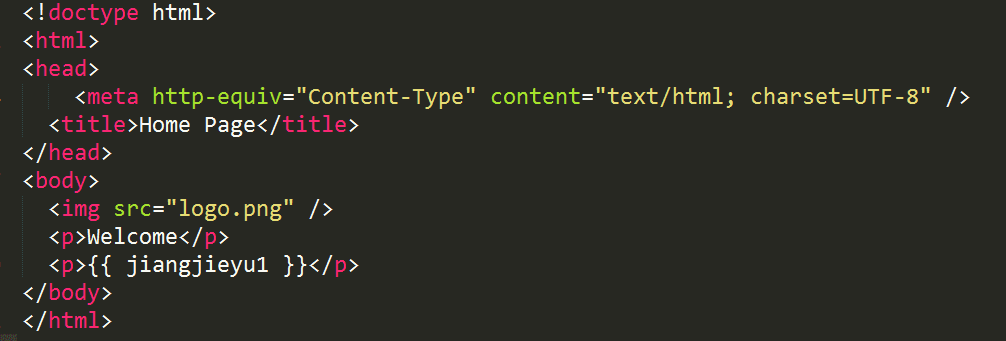 <!doctype html>
<html>
<head>
<meta http-equiv="Content-Type" content="text/html; charset=UTF-8" />
<title>Home Page</title>
</head>
<body>
<img src="logo.png" />
<p>Welcome</p>
<p>{{ jiangjieyu1 }}</p>
</body>
</html>